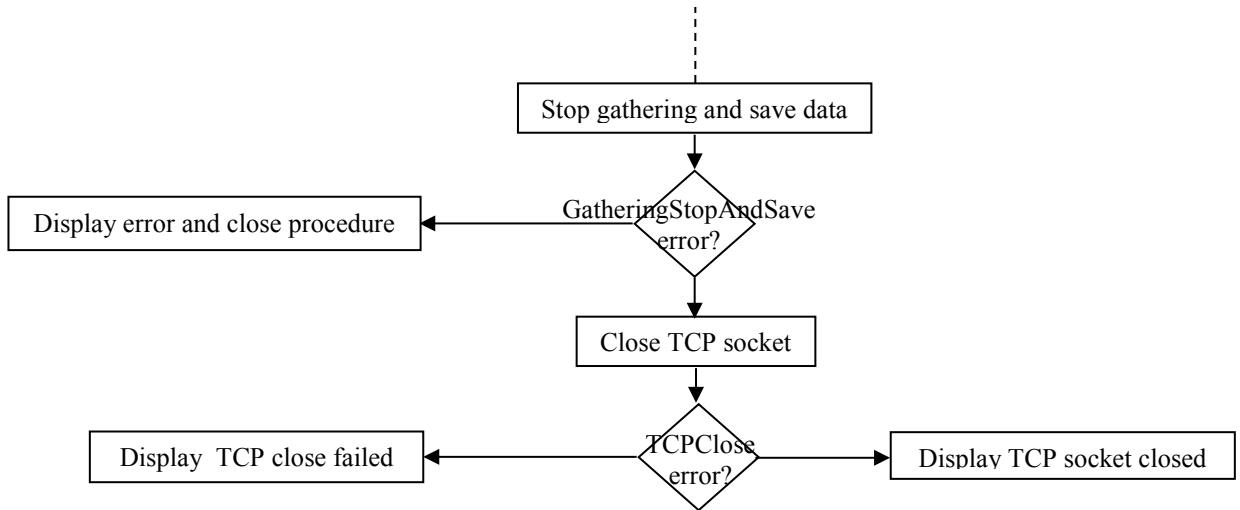 Stop gathering and save data
GatheringStopAndSave
error?
Display error and close procedure
Close TCP socket
TCPClose
error?
Display TCP close failed
Display TCP socket closed